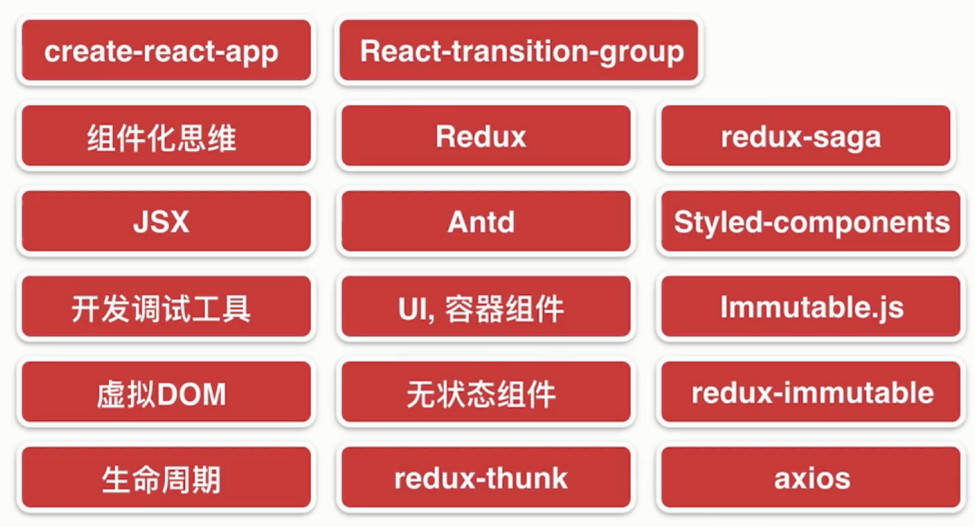 create-react-app
React-transition-group
组件化思维
Redux
redux-saga
JSX
Antd
Styled-components
开发调试工具
UI, 容器组件
Immutable.js
虚拟DOM
无状态组件
redux-immutable
生命周期
redux-thunk
axios